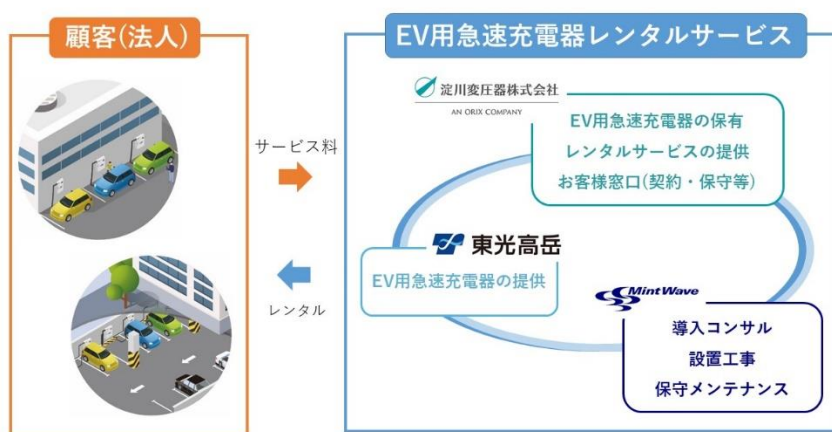 顧客(法人)
サービス料
レンタル
EV用急速充電器レンタルサービス
淀川変圧器株式会社
AN ORIX COMPANY
EV用急速充電器の保有
レンタルサービスの提供
お客様窓口(契約・保守等)
東光高岳
EV用急速充電器の提供
MintWave
導入コンサル
設置工事
保守メンテナンス